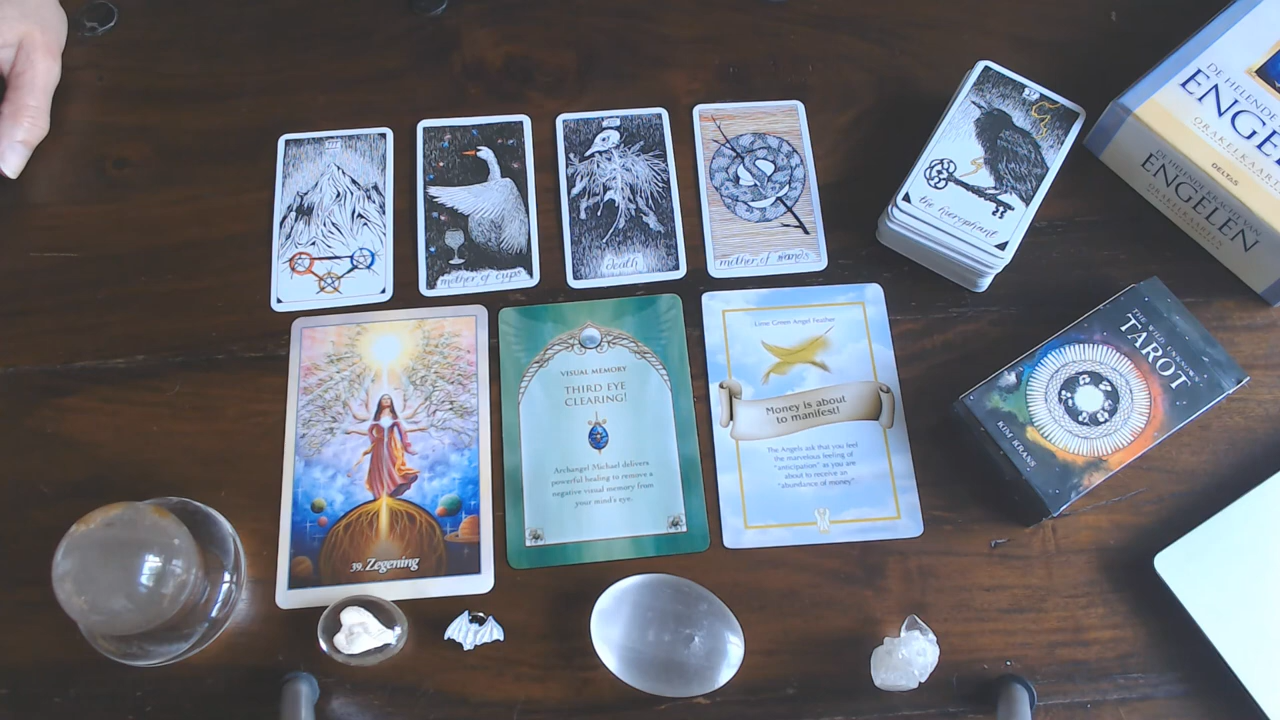 mother of cups
XIII
death
mother of wands
the hierophant
DE HELENDE
ORAKELKAARTEN
DELTAS
DE HELENDE KRACHT VAN
ENGELEN
ORAKELKAARTEN
THE WILD UNKNOWN
TAROT
KIM KRANS
39. Zegening
VISUAL MEMORY
THIRD EYE
CLEARING!
Archangel Michael delivers
powerful healing to remove a
negative visual memory from
your mind's eye.
Lime Green Angel Feather
Money is about
to manifest!
The Angels ask that you feel
the marvelous feeling of
"anticipation" as you are
about to receive an
"abundance of money"